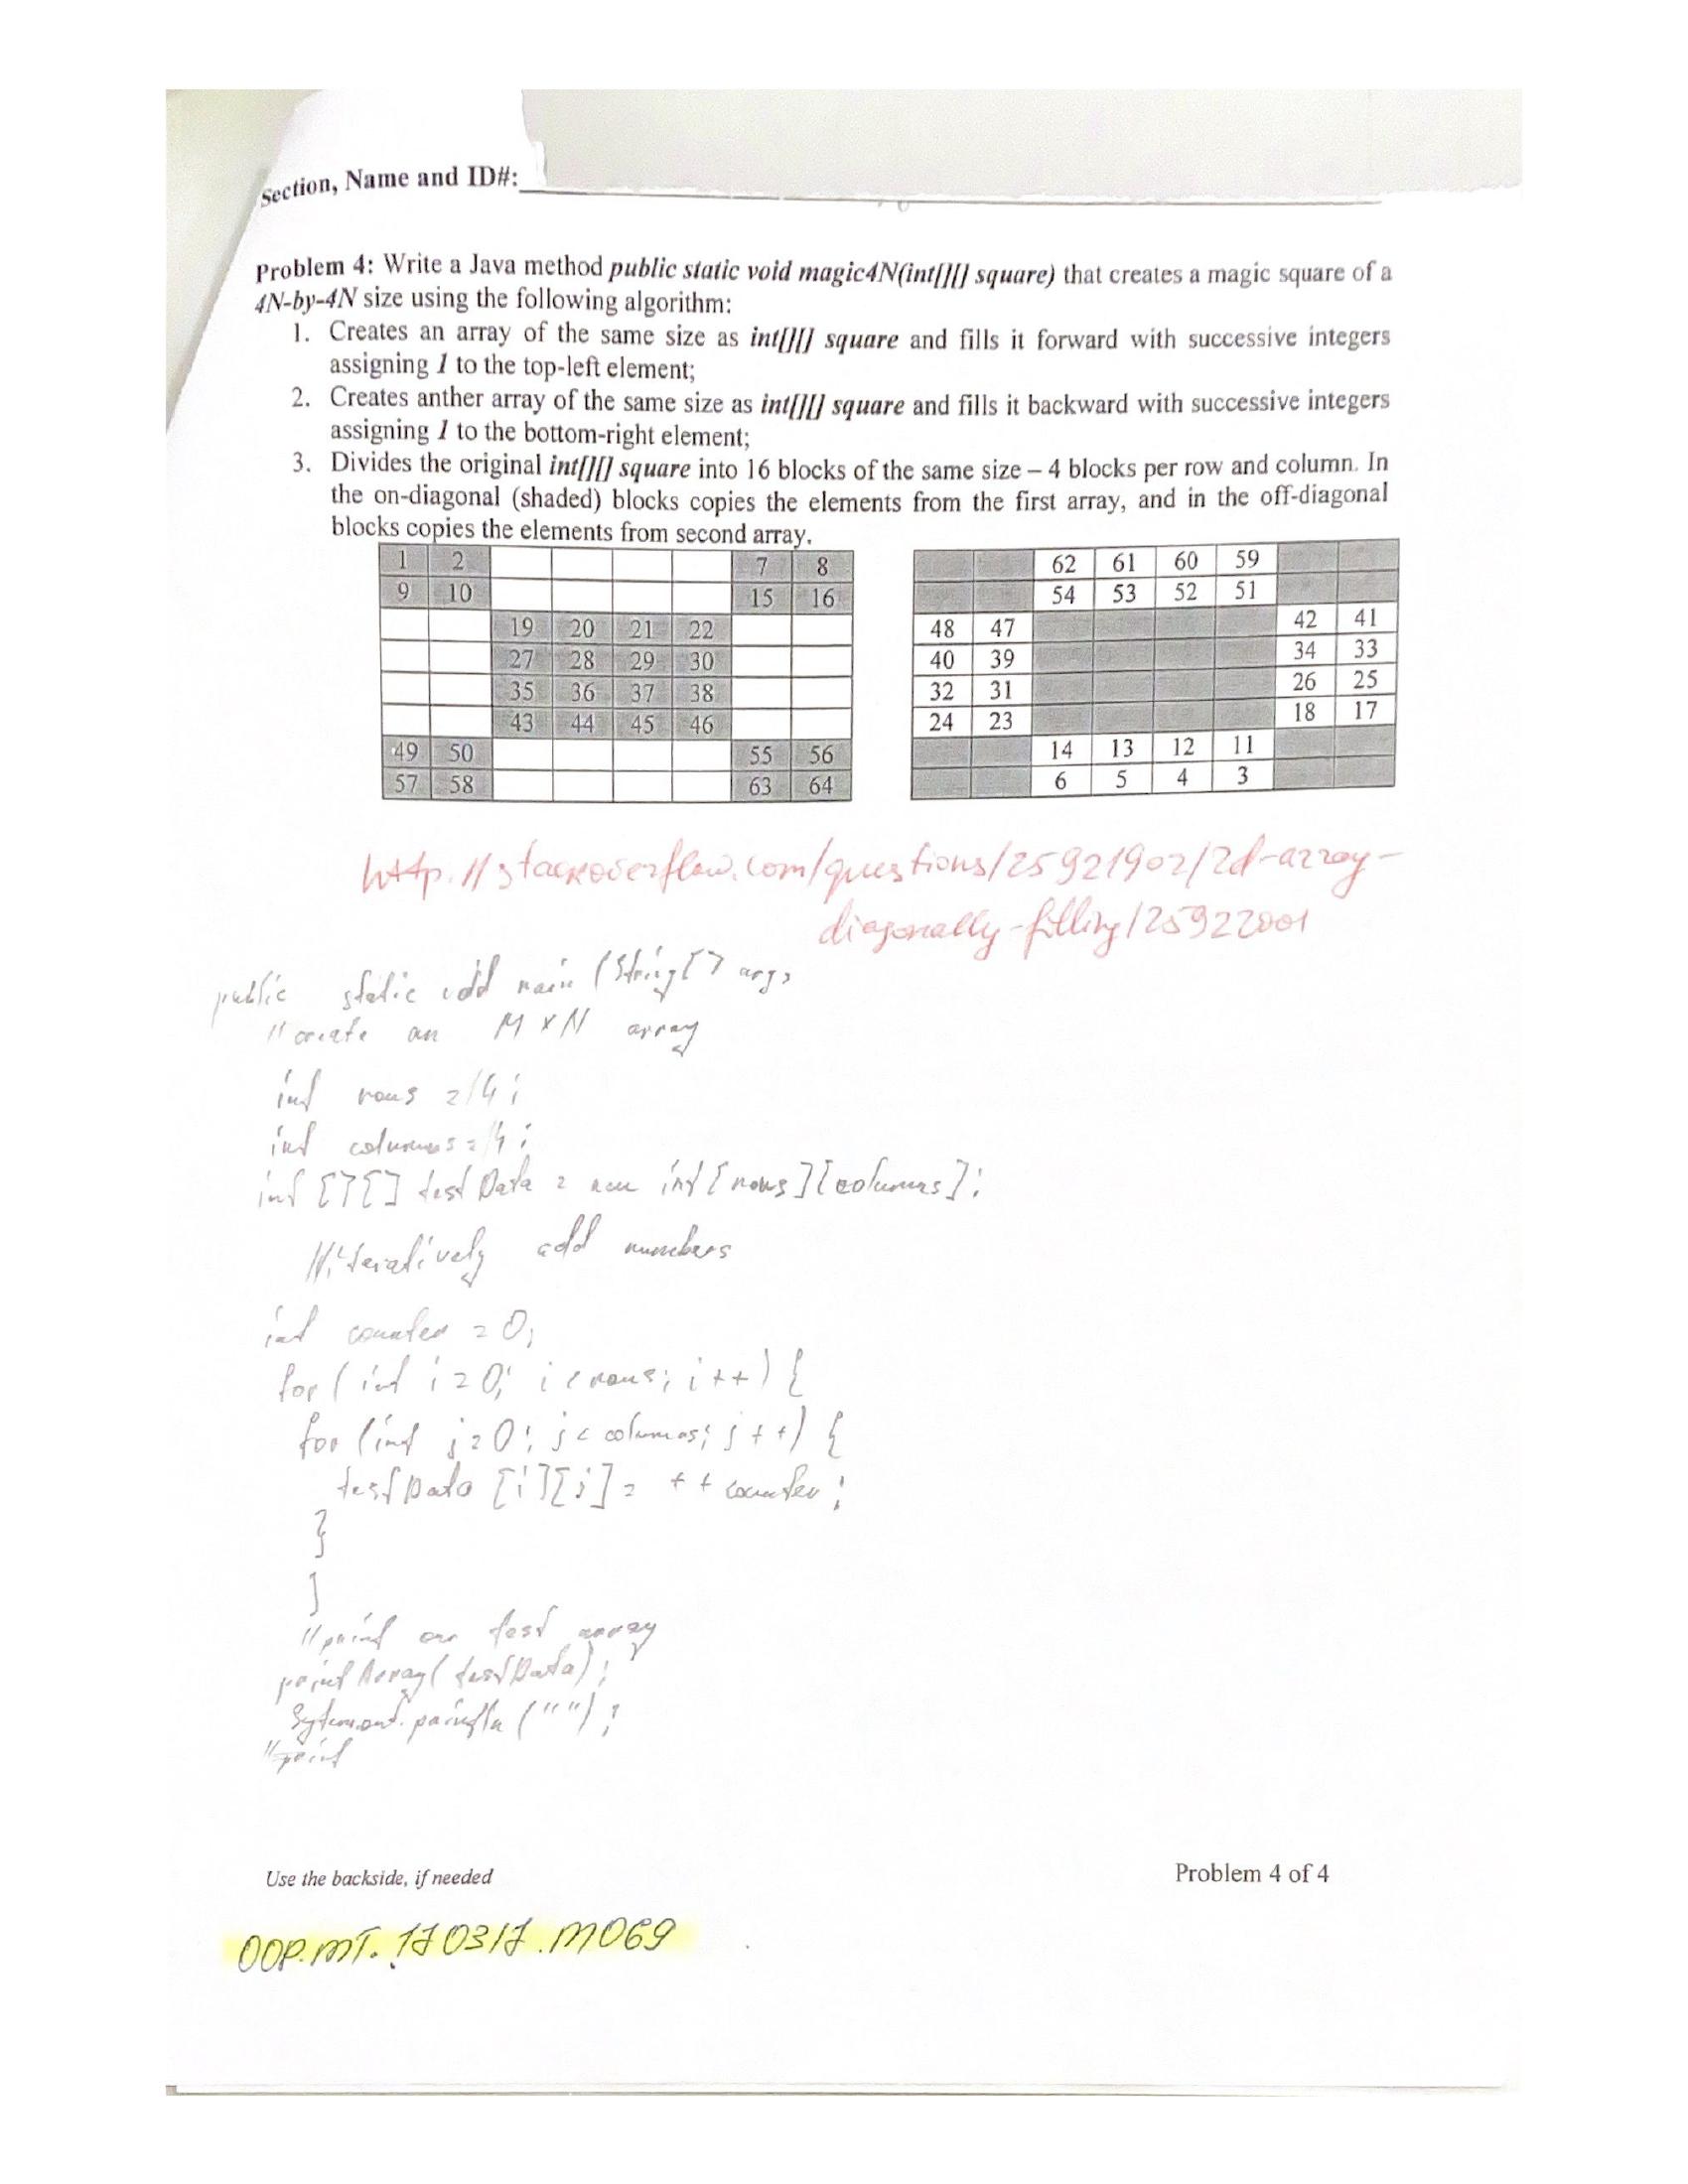 Section, Name and ID#:
Problem 4: Write a Java method public static void magic4N(int[][] square) that creates a magic square of a
4N-by-4N size using the following algorithm:
1. Creates an array of the same size as int[][] square and fills it forward with successive integers
assigning 1 to the top-left element;
2. Creates anther array of the same size as int[][] square and fills it backward with successive integers
assigning 1 to the bottom-right element;
3. Divides the original int[][] square into 16 blocks of the same size – 4 blocks per row and column. In
the on-diagonal (shaded) blocks copies the elements from the first array, and in the off-diagonal
blocks copies the elements from second array.
1 2 7 8 62 61 60 59
9 10 15 16 54 53 52 51
19 20 21 22 48 47 42 41
27 28 29 30 40 39 34 33
35 36 37 38 32 31 26 25
43 44 45 46 24 23 18 17
49 50 55 56 14 13 12 11
57 58 63 64 6 5 4 3
http://stackoverflow.com/questions/25921902/2d-array-
diagonally-filling/25922001
public static void main (String[] args
//create an M x N array
int rows = 4;
int columns = 4;
int [][] testData = new int [rows][columns];
//iteratively add numbers
int counter = 0;
for (int i = 0; i < rows; i++) {
for (int j = 0; j < columns; j++) {
testData [i][j] = ++counter;
}
}
//print our test array
printArray( testData);
Sytemout.println ("");
//print
Use the backside, if needed
Problem 4 of 4
OOP.MT.170317.M069